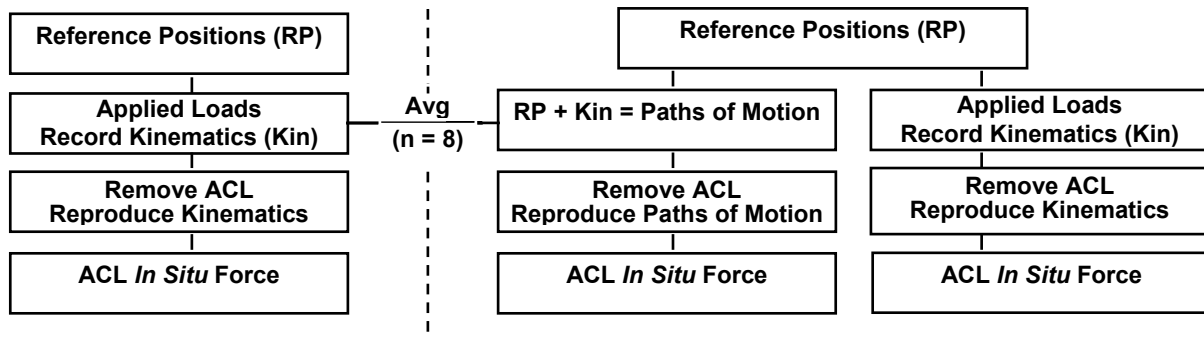 Reference Positions (RP)
Applied Loads
Record Kinematics (Kin)
Remove ACL
Reproduce Kinematics
ACL In Situ Force
Avg
(n = 8)
Reference Positions (RP)
RP + Kin = Paths of Motion
Remove ACL
Reproduce Paths of Motion
ACL In Situ Force
Applied Loads
Record Kinematics (Kin)
Remove ACL
Reproduce Kinematics
ACL In Situ Force